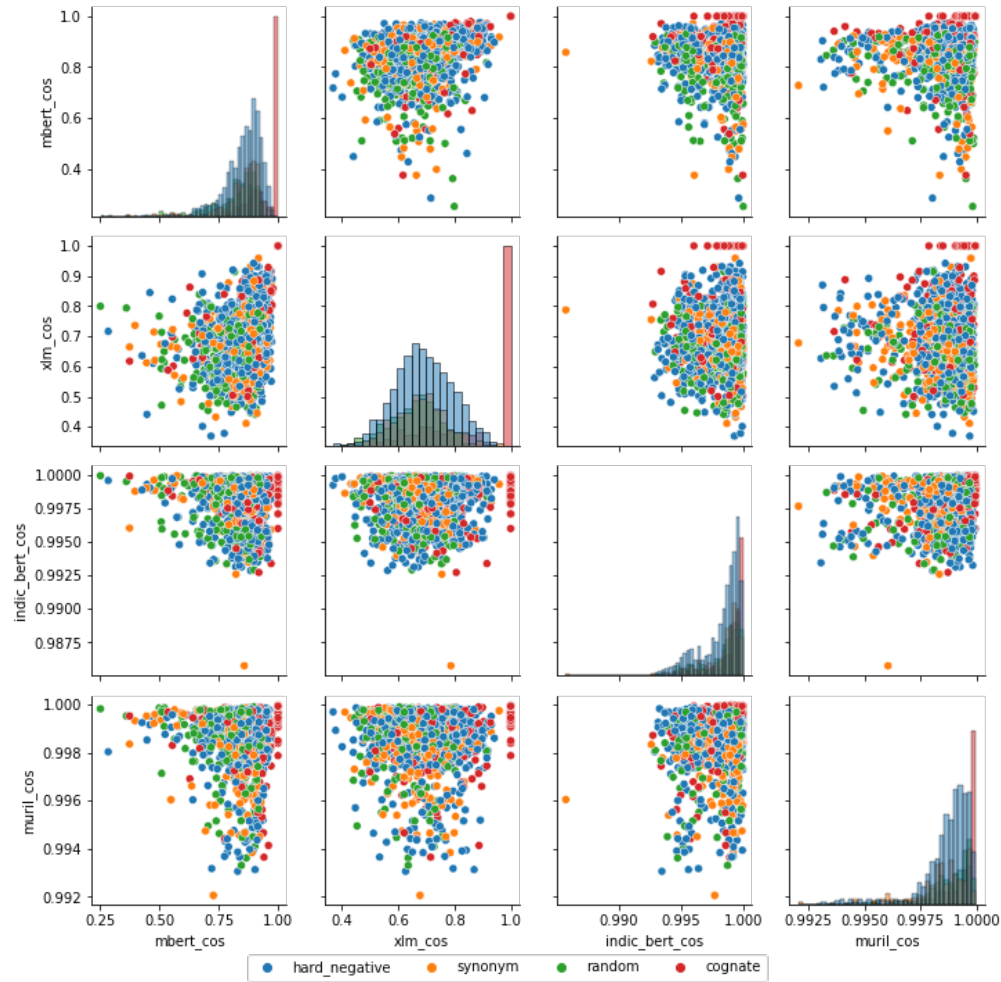 1.0
0.8
0.6
0.4
mbert_cos
1.0
0.9
0.8
0.7
0.6
0.5
0.4
xlm_cos
1.0000
0.9975
0.9950
0.9925
0.9900
0.9875
indic_bert_cos
1.000
0.998
0.996
0.994
0.992
muril_cos
0.25 0.50 0.75 1.00
0.4 0.6 0.8 1.0
0.990 0.995 1.000
0.9925 0.9950 0.9975 1.0000
mbert_cos xlm_cos indic_bert_cos muril_cos
hard_negative synonym random cognate